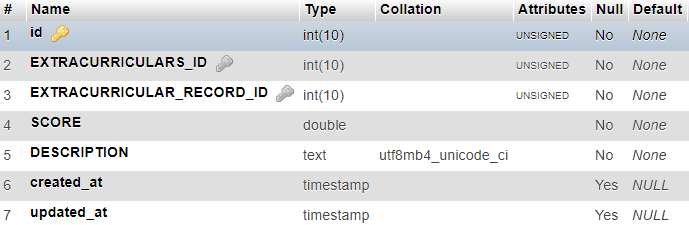 # Name Type Collation Attributes Null Default
1 id int(10) UNSIGNED No None
2 EXTRACURRICULARS_ID int(10) UNSIGNED No None
3 EXTRACURRICULAR_RECORD_ID int(10) UNSIGNED No None
4 SCORE double No None
5 DESCRIPTION text utf8mb4_unicode_ci No None
6 created_at timestamp Yes NULL
7 updated_at timestamp Yes NULL